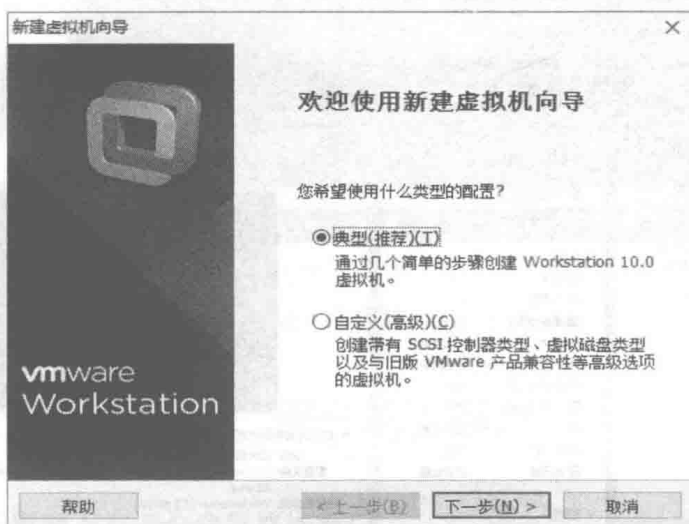 新建虚拟机向导
欢迎使用新建虚拟机向导
您希望使用什么类型的配置?
典型(推荐)(T)
通过几个简单的步骤创建 Workstation 10.0
虚拟机。
自定义(高级)(C)
创建带有 SCSI 控制器类型、虚拟磁盘类型
以及与旧版 VMware 产品兼容性等高级选项
的虚拟机。
vmware
Workstation
帮助
< 上一步(B)
下一步(N) >
取消